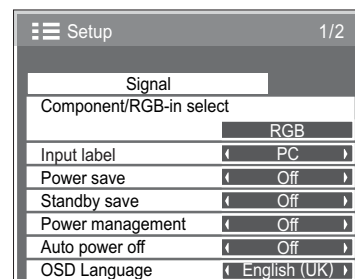 Setup 1/2
Signal
Component/RGB-in select
RGB
Input label PC
Power save Off
Standby save Off
Power management Off
Auto power off Off
OSD Language English (UK)